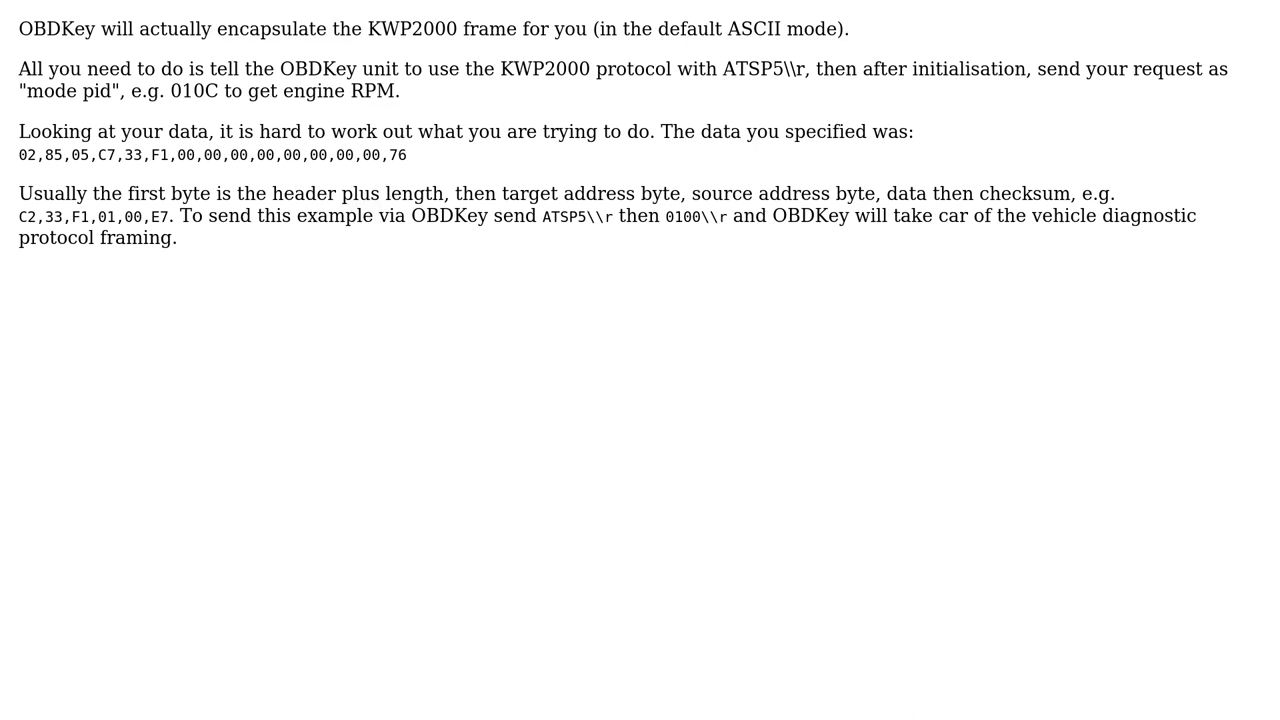 OBDKey will actually encapsulate the KWP2000 frame for you (in the default ASCII mode).
All you need to do is tell the OBDKey unit to use the KWP2000 protocol with ATSP5\\r, then after initialisation, send your request as
"mode pid", e.g. 010C to get engine RPM.
Looking at your data, it is hard to work out what you are trying to do. The data you specified was:
02,85,05,C7,33,F1,00,00,00,00,00,00,00,00,76
Usually the first byte is the header plus length, then target address byte, source address byte, data then checksum, e.g.
C2,33,F1,01,00,E7. To send this example via OBDKey send ATSP5\\r then 0100\\r and OBDKey will take car of the vehicle diagnostic
protocol framing.